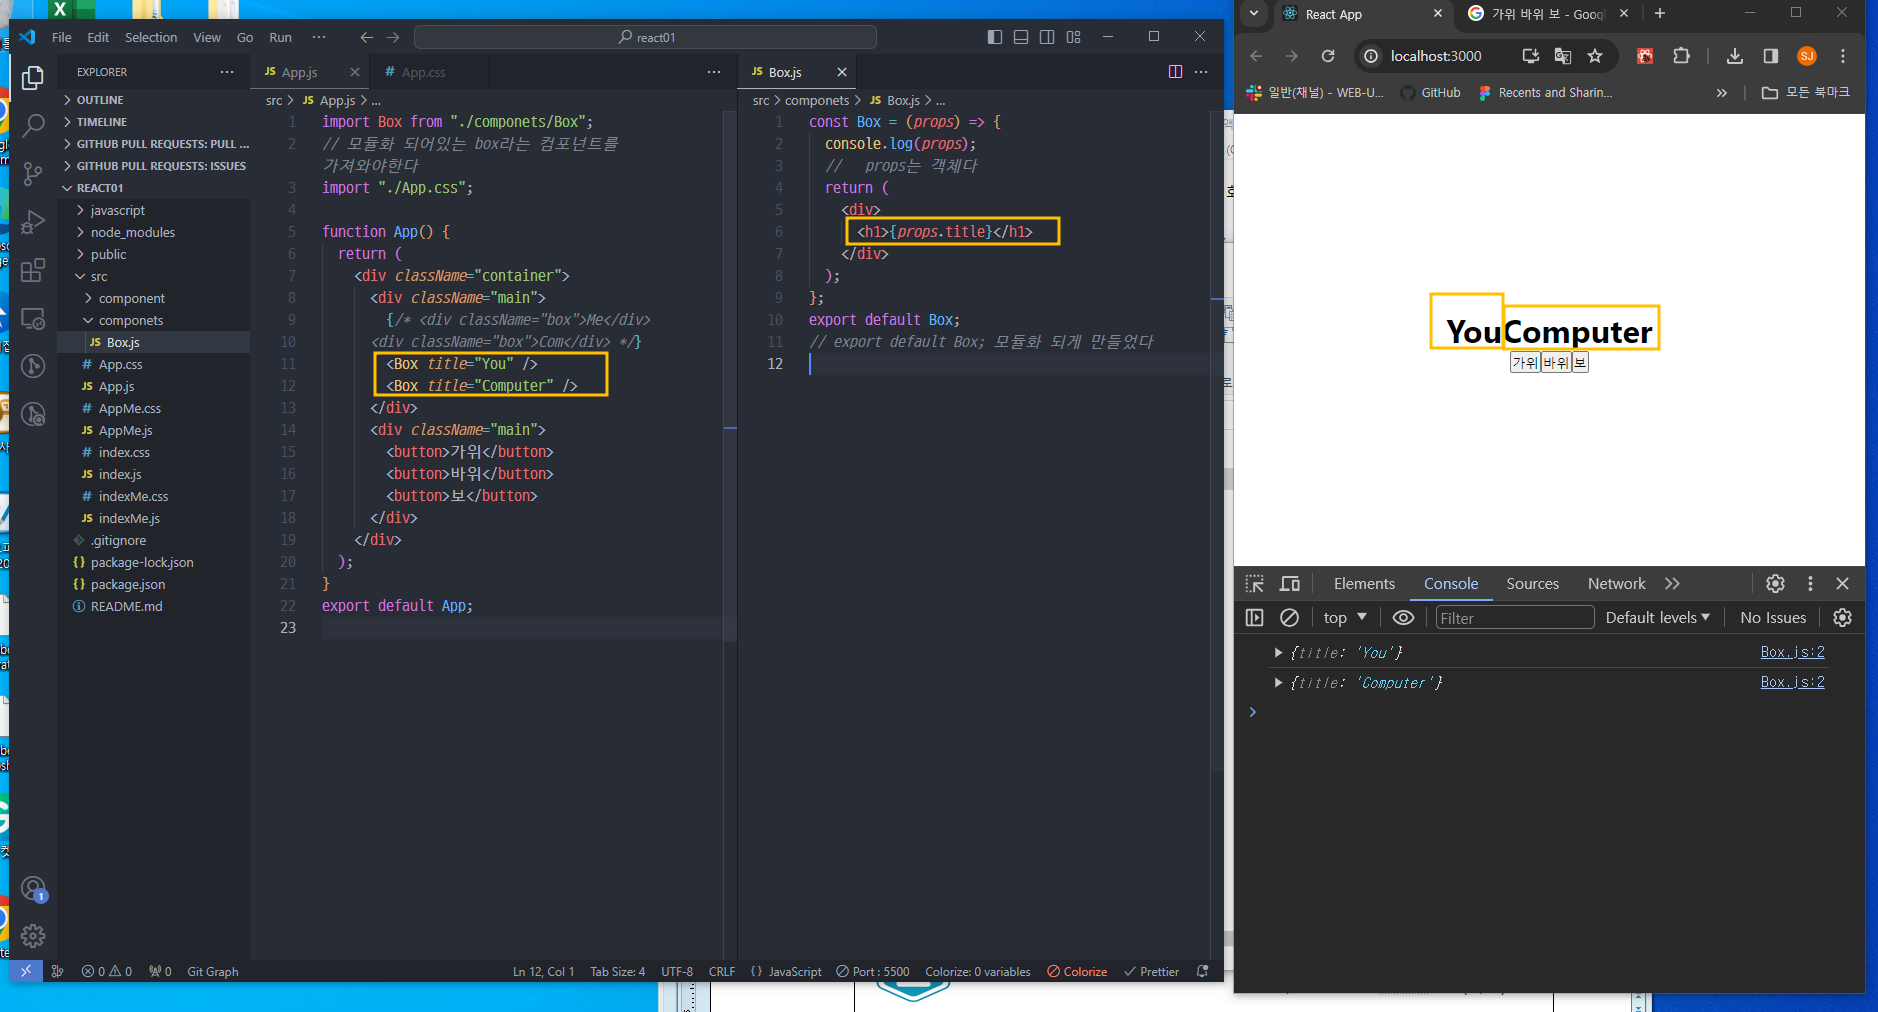 File Edit Selection View Go Run ···
react01
EXPLORER
OUTLINE
TIMELINE
GITHUB PULL REQUESTS: PULL ...
GITHUB PULL REQUESTS: ISSUES
REACT01
javascript
node_modules
public
src
component
componets
JS Box.js
# App.css
JS App.js
# AppMe.css
JS AppMe.js
# index.css
JS index.js
# indexMe.css
JS indexMe.js
.gitignore
{} package-lock.json
{} package.json
README.md
JS App.js
# App.css
src > JS App.js > ...
1 import Box from "./componets/Box";
2 // 모듈화 되어있는 box라는 컴포넌트를
가져와야한다
3 import "./App.css";
4
5 function App() {
6 return (
7 <div className="container">
8 <div className="main">
9 {/* <div className="box">Me</div>
10 <div className="box">Com</div> */}
11 <Box title="You" />
12 <Box title="Computer" />
13 </div>
14 <div className="main">
15 <button>가위</button>
16 <button>바위</button>
17 <button>보</button>
18 </div>
19 </div>
20 );
21 }
22 export default App;
23
JS Box.js
src > componets > JS Box.js > ...
1 const Box = (props) => {
2 console.log(props);
3 // props는 객체다
4 return (
5 <div>
6 <h1>{props.title}</h1>
7 </div>
8 );
9 };
10 export default Box;
11 // export default Box; 모듈화 되게 만들었다
12
1
0 0 0 Git Graph
Ln 12, Col 1 Tab Size: 4 UTF-8 CRLF {} JavaScript Port : 5500 Colorize: 0 variables Colorize Prettier
React App
가위 바위 보 - Goo
localhost:3000
SJ
일반(채널) - WEB-U...
GitHub
Recents and Sharin...
모든 북마크
YouComputer
가위 바위 보
Elements Console Sources Network
top
Filter
Default levels
No Issues
{title: 'You'} Box.js:2
{title: 'Computer'} Box.js:2